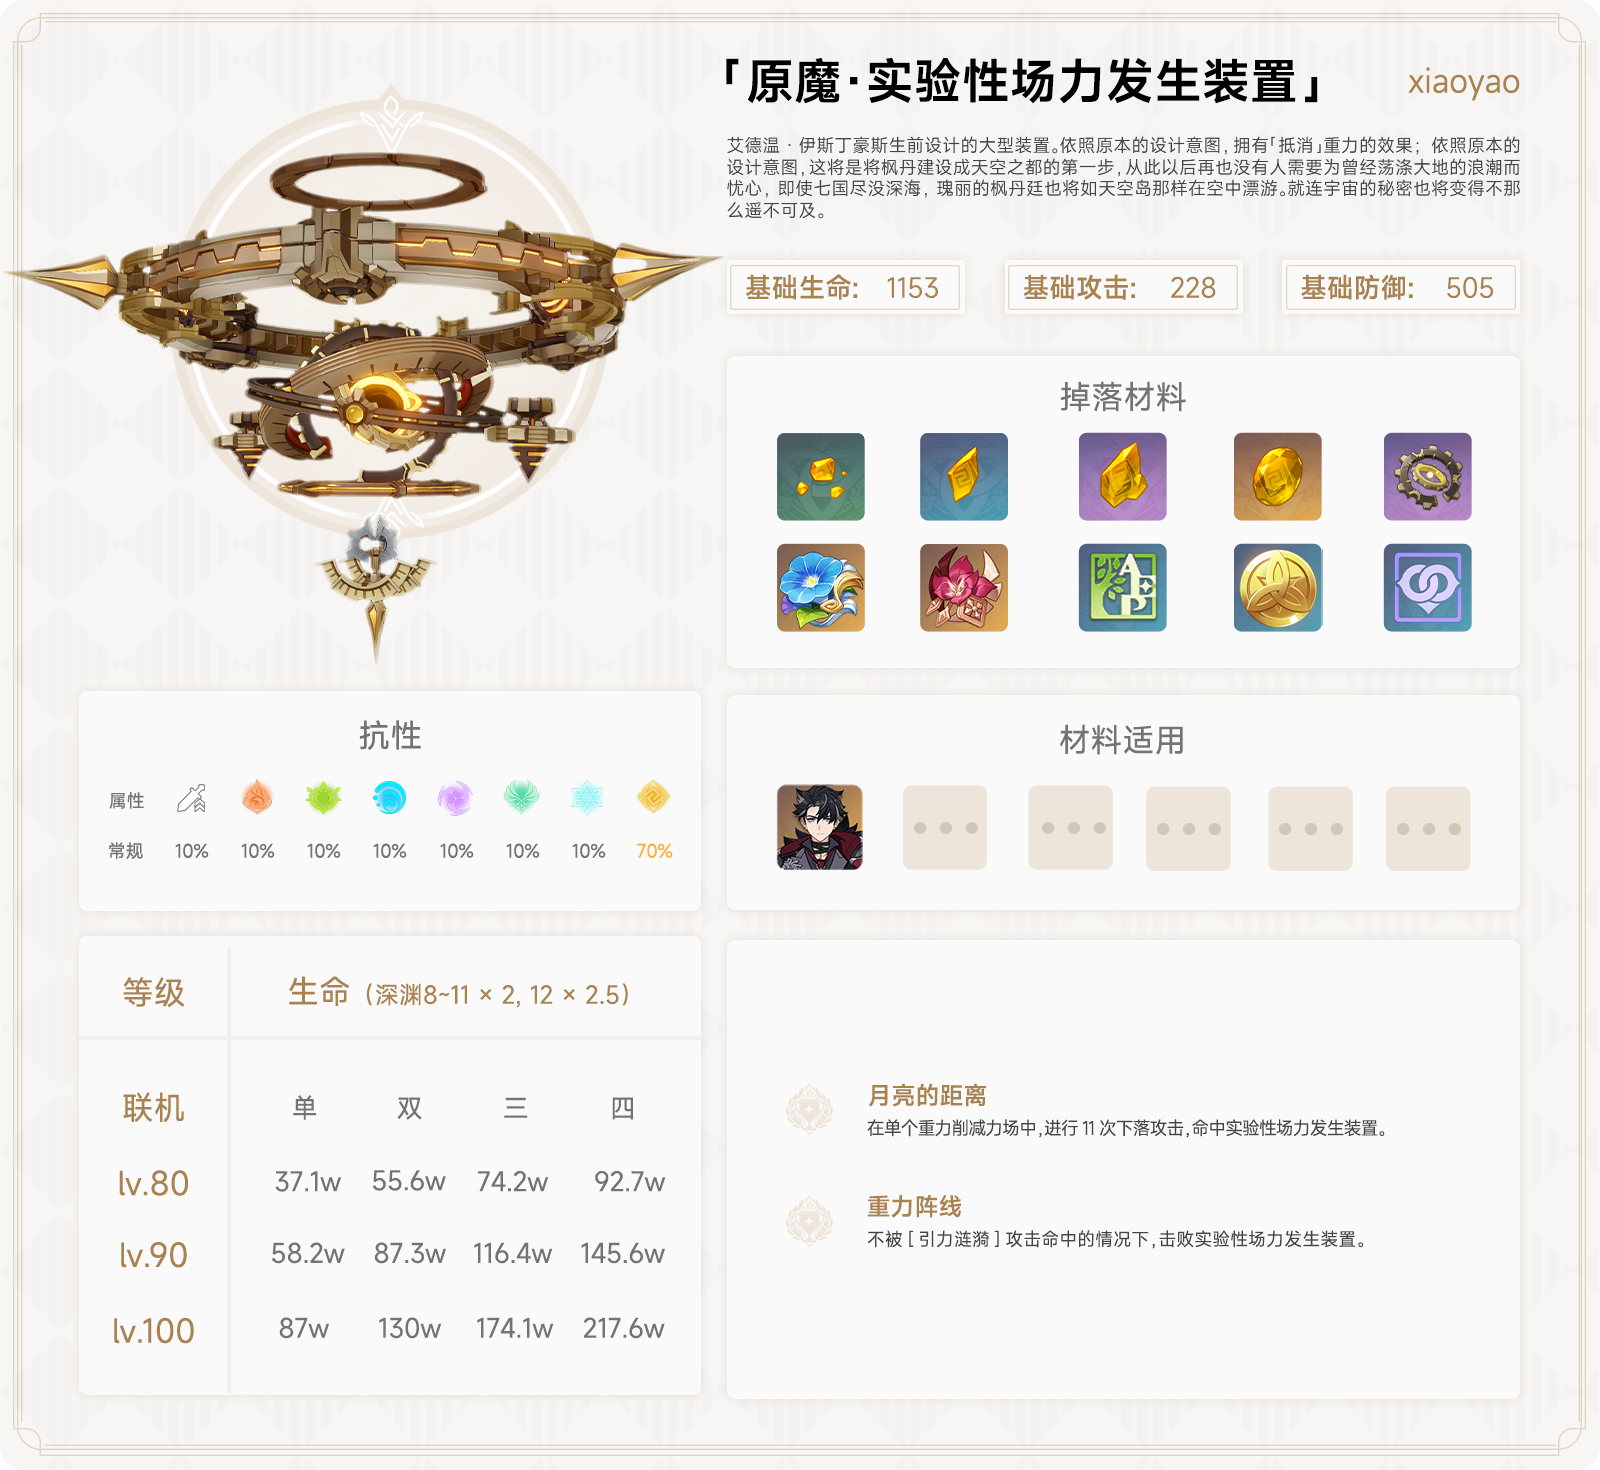 「原魔·实验性场力发生装置」
xiaoyao
艾德温·伊斯丁豪斯生前设计的大型装置。依照原本的设计意图, 拥有「抵消」重力的效果; 依照原本的
设计意图, 这将是将枫丹建设成天空之都的第一步, 从此以后再也没有人需要为曾经荡涤大地的浪潮而
忧心, 即使七国尽没深海, 瑰丽的枫丹廷也将如天空岛那样在空中漂游。就连宇宙的秘密也将变得不那
么遥不可及。
基础生命: 1153
基础攻击: 228
基础防御: 505
掉落材料
抗性
属性
常规 10% 10% 10% 10% 10% 10% 10% 70%
材料适用
等级 生命 (深渊8~11 × 2, 12 × 2.5)
联机 单 双 三 四
lv.80 37.1w 55.6w 74.2w 92.7w
lv.90 58.2w 87.3w 116.4w 145.6w
lv.100 87w 130w 174.1w 217.6w
月亮的距离
在单个重力削减力场中, 进行 11 次下落攻击, 命中实验性场力发生装置。
重力阵线
不被 [ 引力涟漪 ] 攻击命中的情况下, 击败实验性场力发生装置。